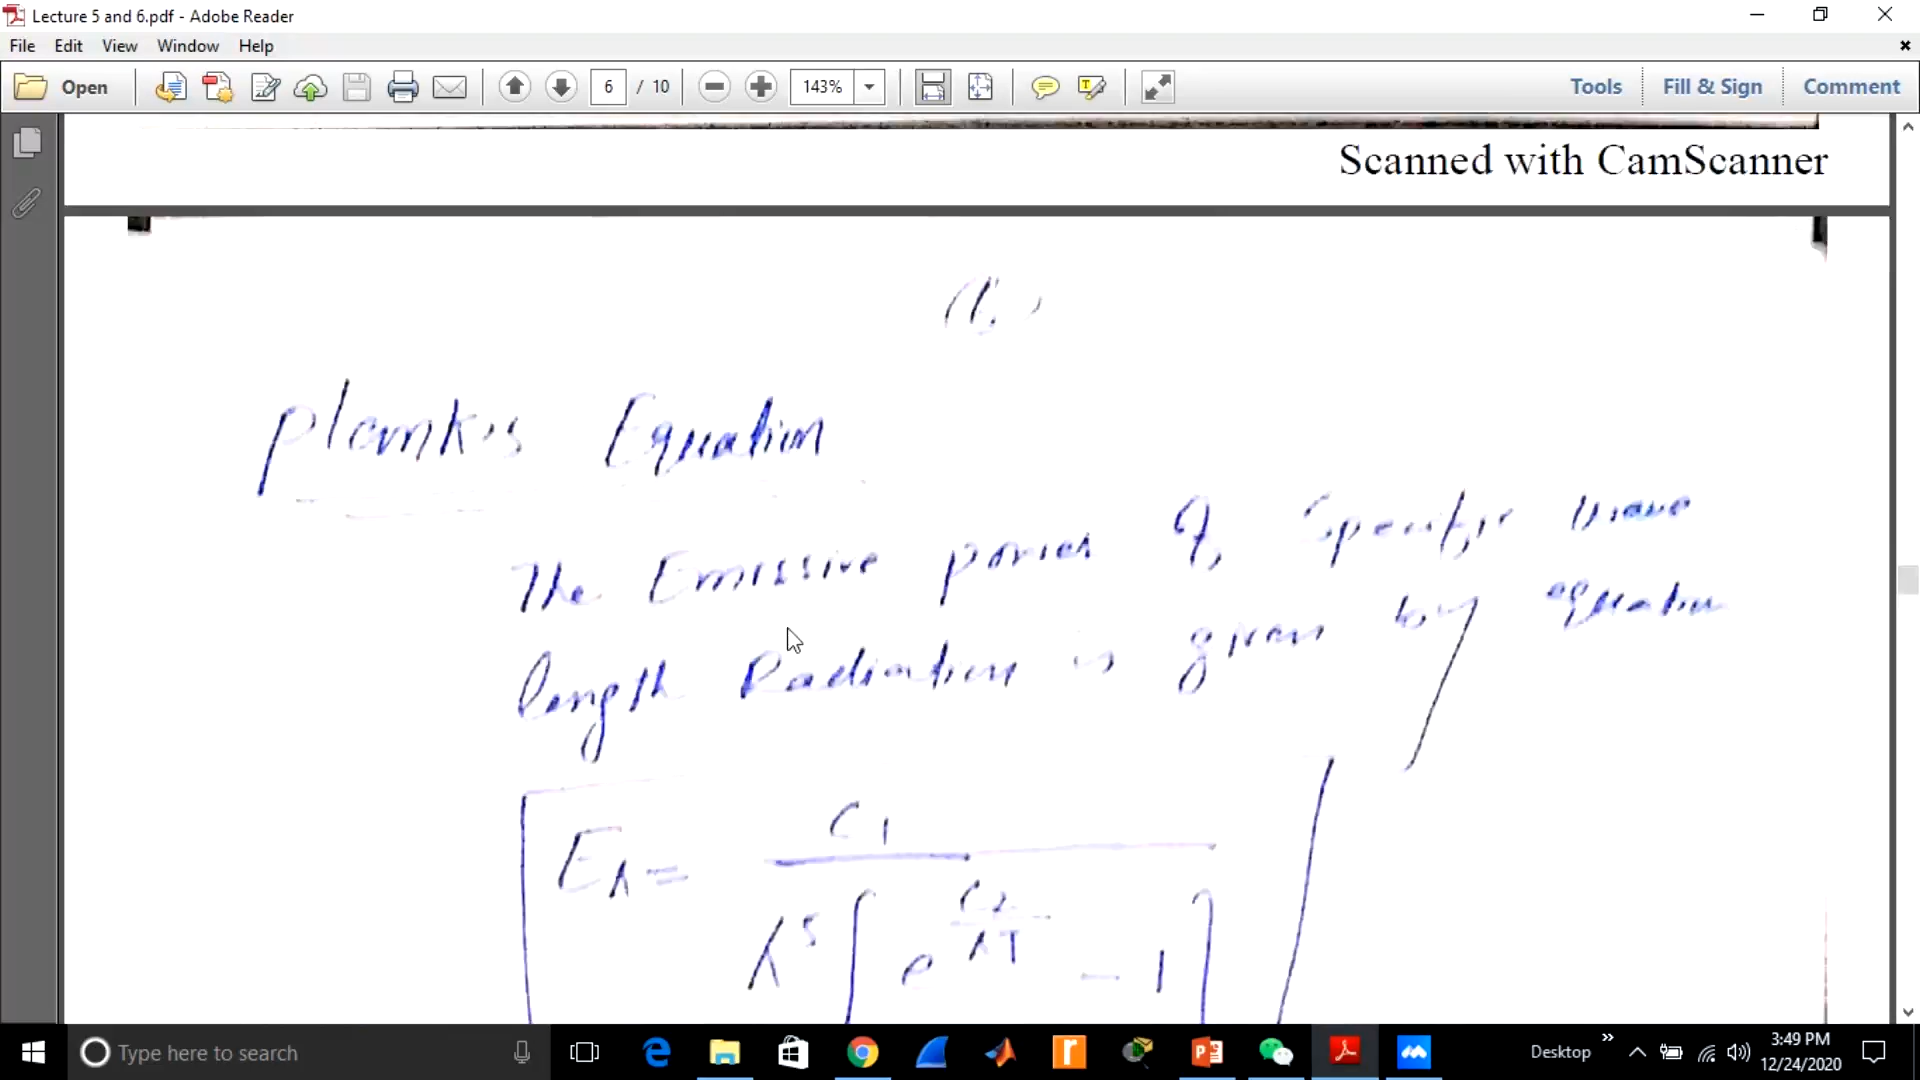 Lecture 5 and 6.pdf - Adobe Reader
File Edit View Window Help
Open 6 / 10 143% Tools Fill & Sign Comment
Scanned with CamScanner
Plank's Equation
The Emissive power of Specific wave
length Radiation is given by equation
Eλ = C1
λ5 [ e C2/λT - 1 ]
Type here to search
Desktop
3:49 PM
12/24/2020